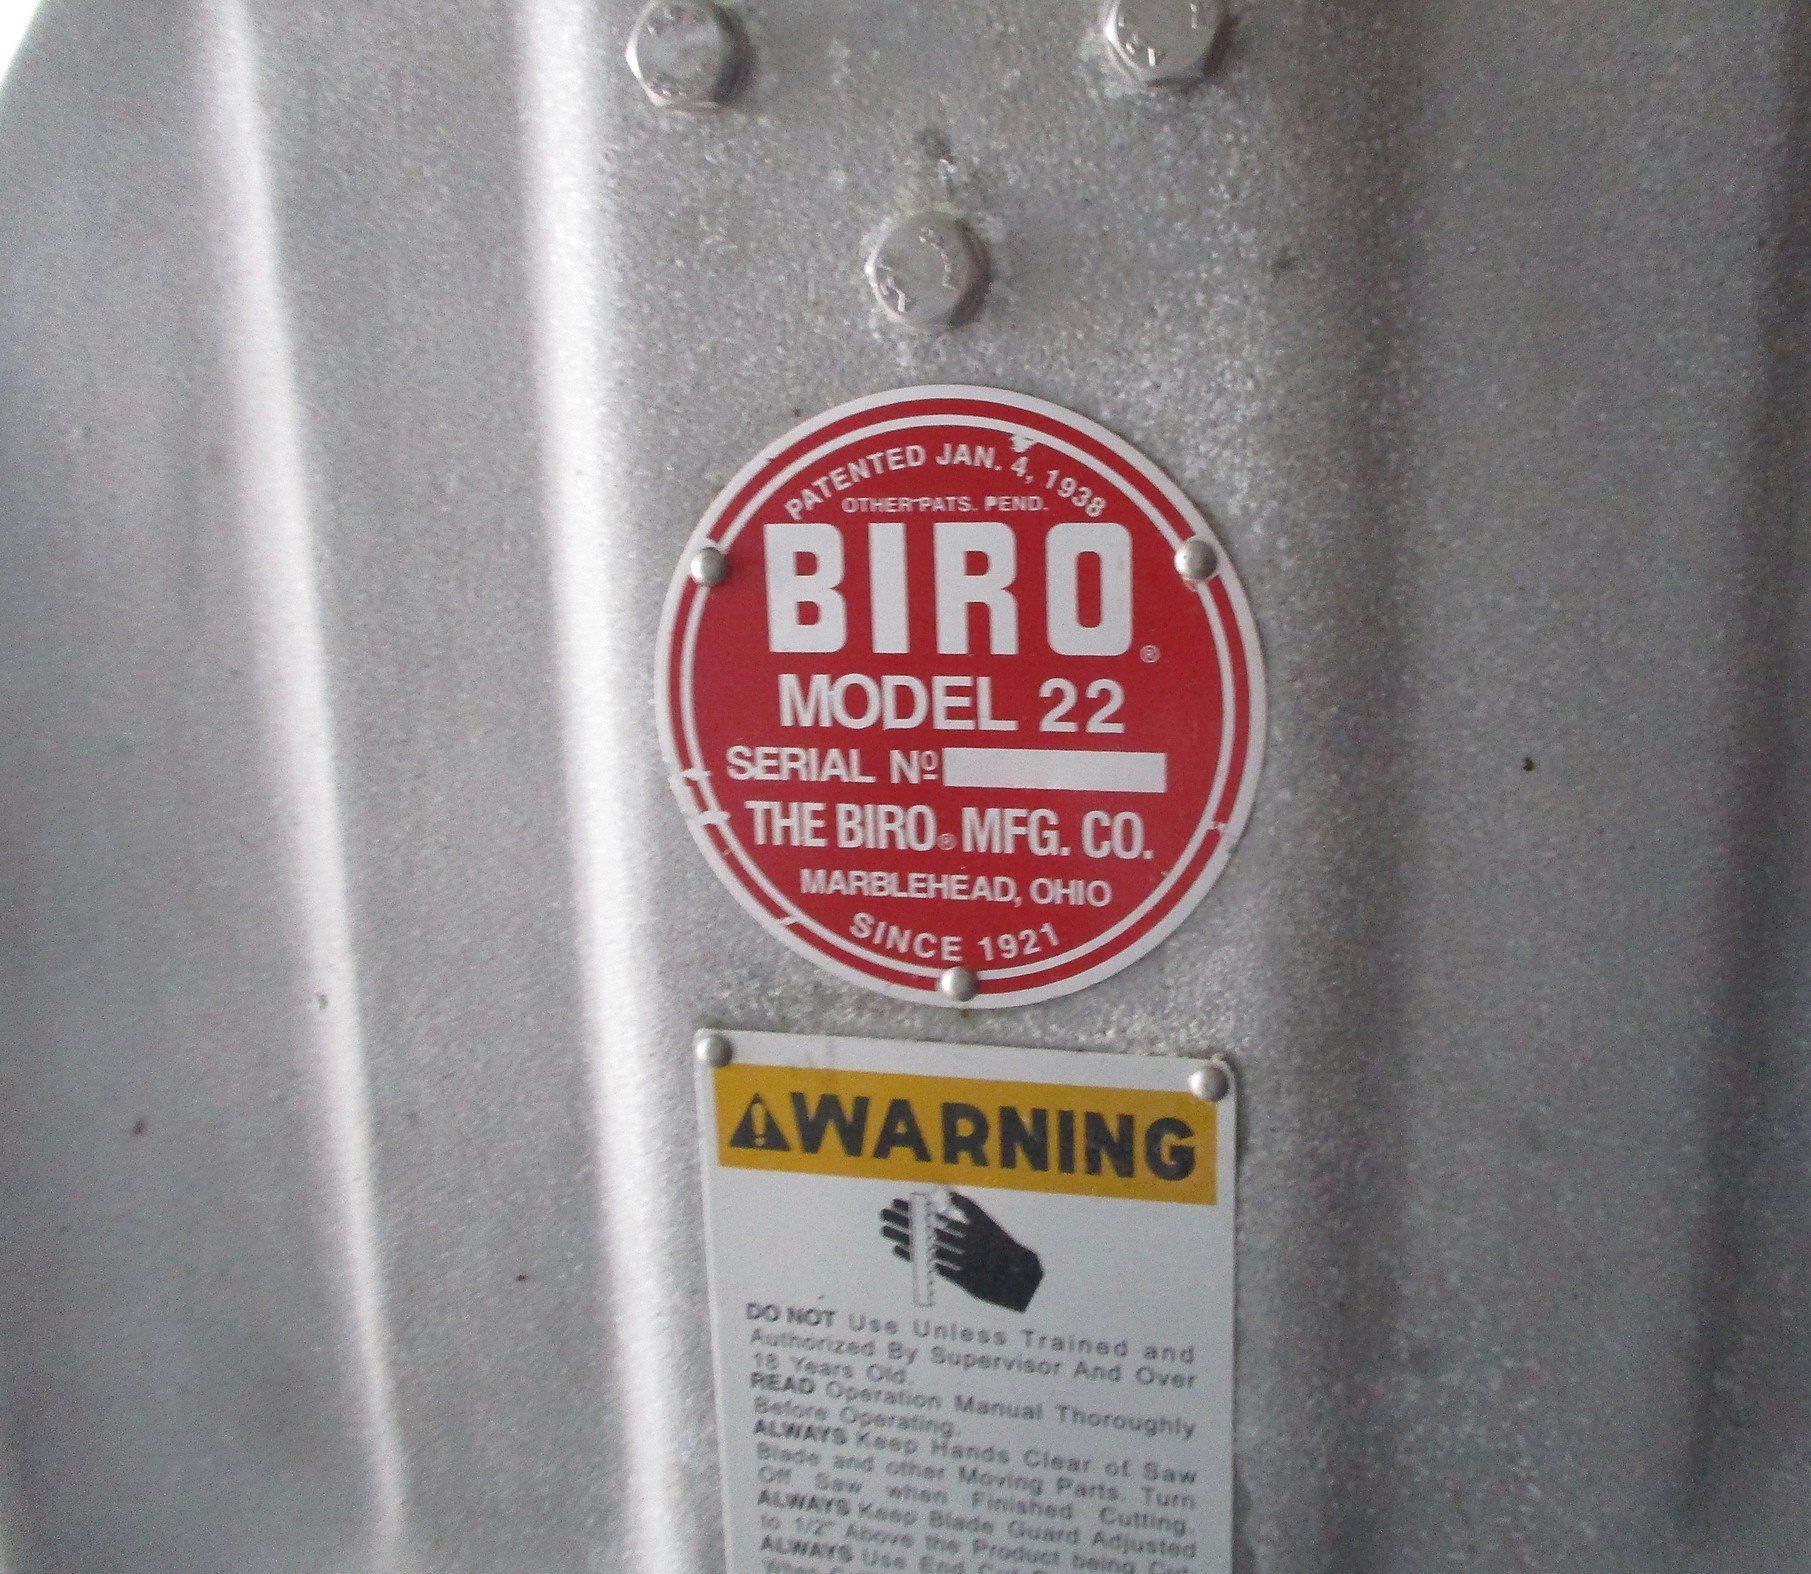 PATENTED JAN. 4, 1938
OTHER PATS. PEND.
BIRO®
MODEL 22
SERIAL Nº
THE BIRO® MFG. CO.
MARBLEHEAD, OHIO
SINCE 1921
WARNING
DO NOT Use Unless Trained and
Authorized By Supervisor And Over
18 Years Old.
READ Operation Manual Thoroughly
Before Operating.
ALWAYS Keep Hands Clear of Saw
Blade and other Moving Parts. Turn
Off Saw when Finished Cutting.
ALWAYS Keep Blade Guard Adjusted
to 1/2" Above the Product being Cut.
ALWAYS Use End
When